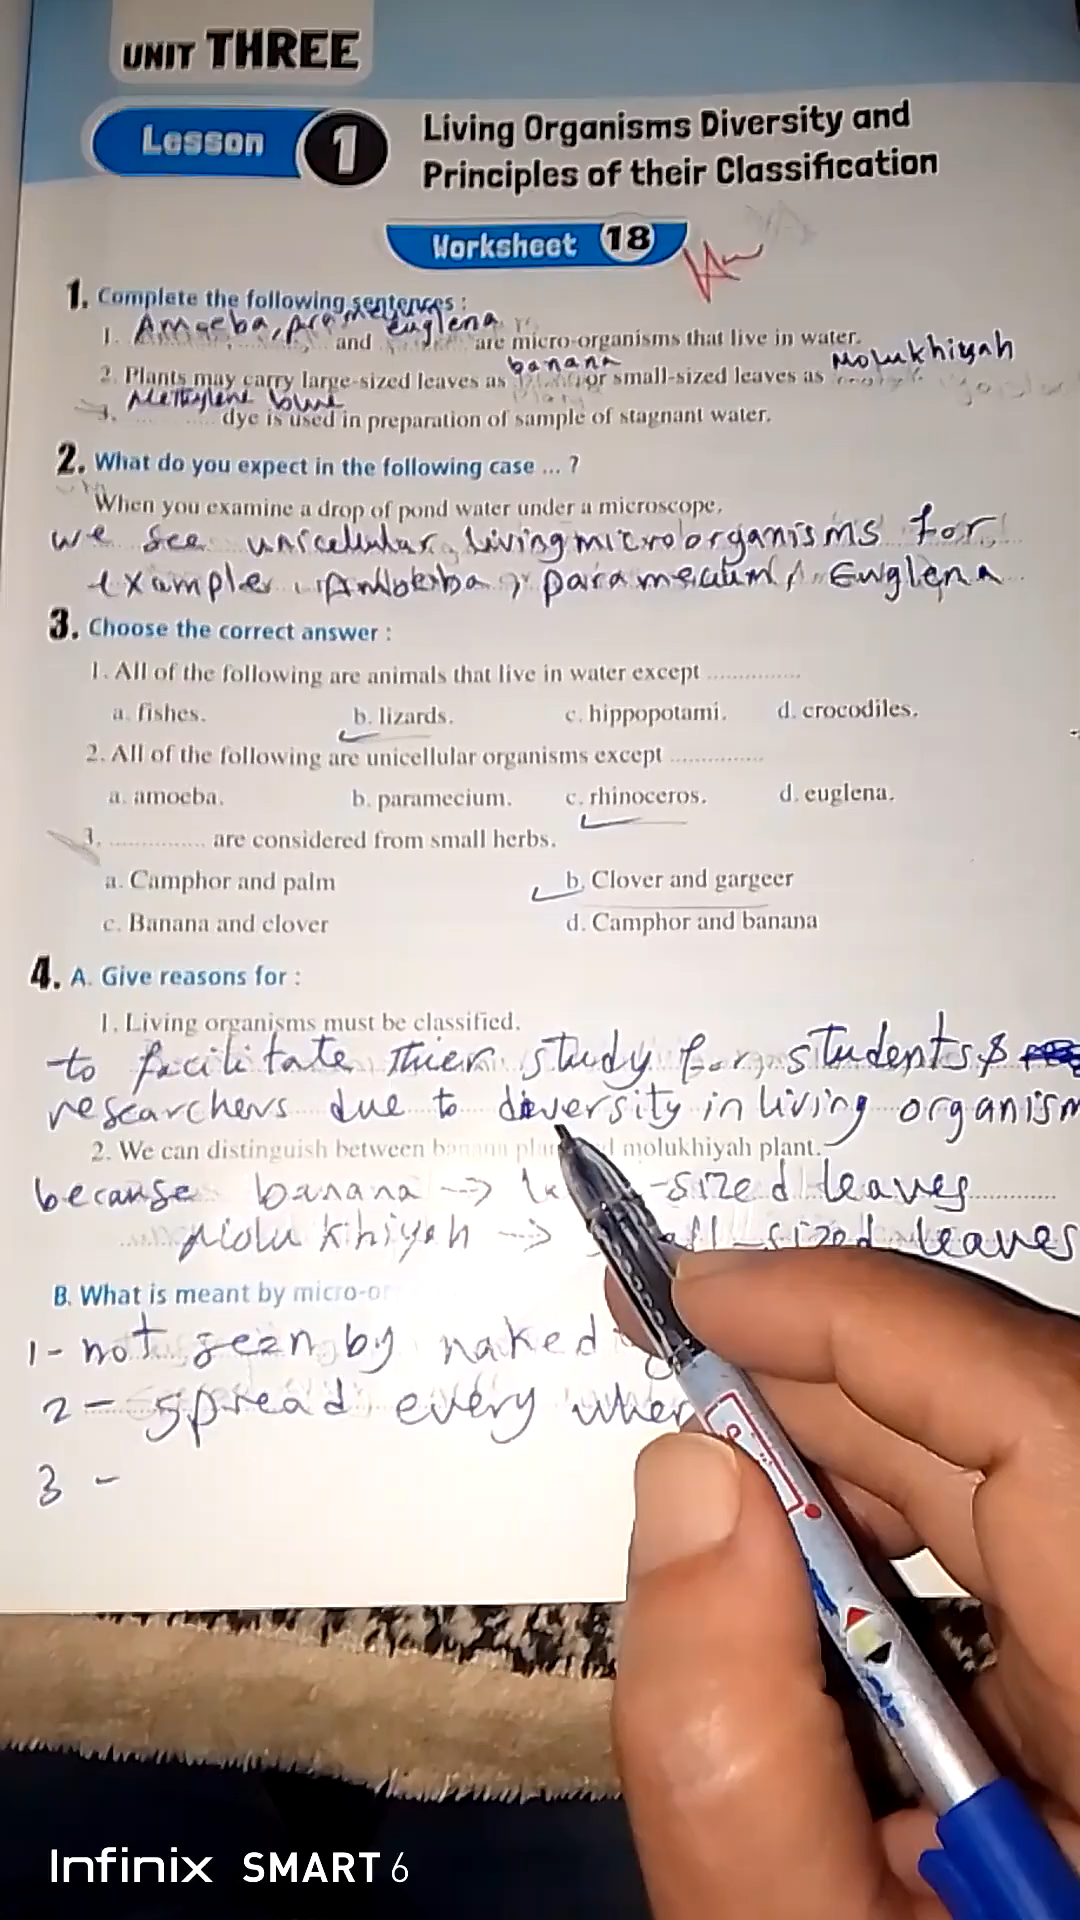 UNIT THREE
Lesson 1 Living Organisms Diversity and
Principles of their Classification
Worksheet 18
1. Complete the following sentences :
Amoeba, euglena
1. and are micro-organisms that live in water.
banana Molukhiyah
2. Plants may carry large-sized leaves as or small-sized leaves as
Methylene blue
3. dye is used in preparation of sample of stagnant water.
2. What do you expect in the following case ... ?
When you examine a drop of pond water under a microscope.
we see unicellular living microorganisms for
example paramecium, Euglena
3. Choose the correct answer :
1. All of the following are animals that live in water except ...............
a. fishes. b. lizards. c. hippopotami. d. crocodiles.
2. All of the following are unicellular organisms except ...............
a. amoeba. b. paramecium. c. rhinoceros. d. euglena.
3. ............... are considered from small herbs.
a. Camphor and palm b. Clover and gargeer
c. Banana and clover d. Camphor and banana
4. A. Give reasons for :
1. Living organisms must be classified.
to facilitate thier study for students &
researchers due to diversity in living organism
2. We can distinguish between banana molukhiyah plant.
because banana → -sized leaves
Molukhiyah → -sized leaves
B. What is meant by
1- not seen by naked
2- spread every
3 -
Infinix SMART 6